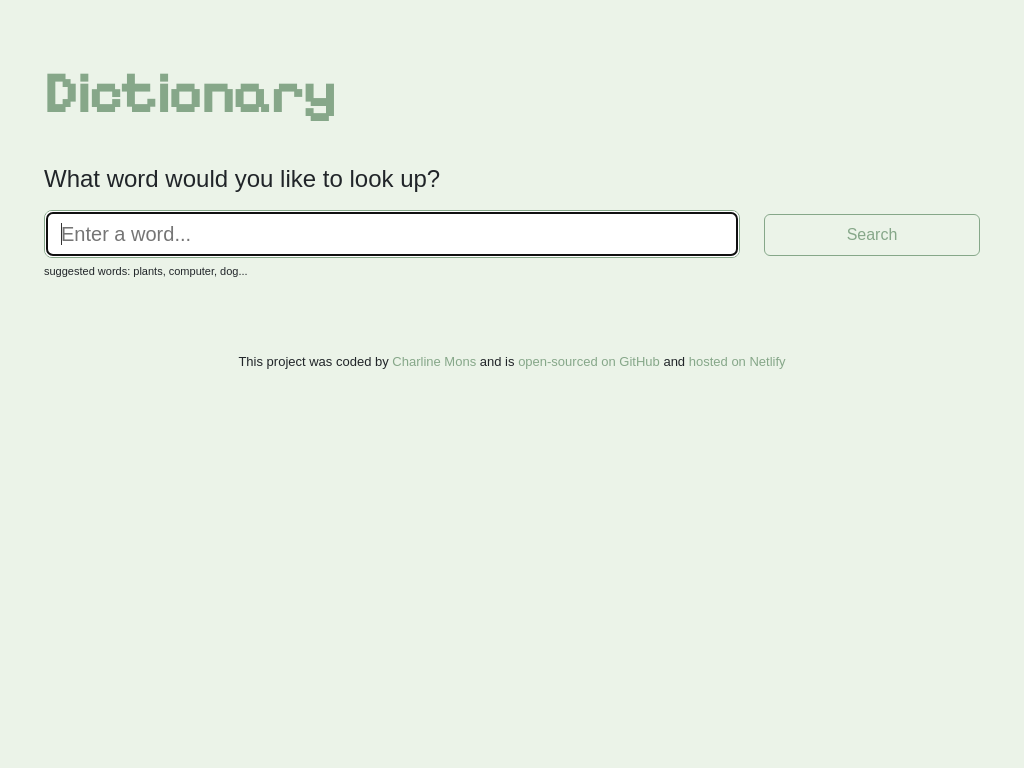 Dictionary
What word would you like to look up?
Enter a word...
Search
suggested words: plants, computer, dog...
This project was coded by Charline Mons and is open-sourced on GitHub and hosted on Netlify